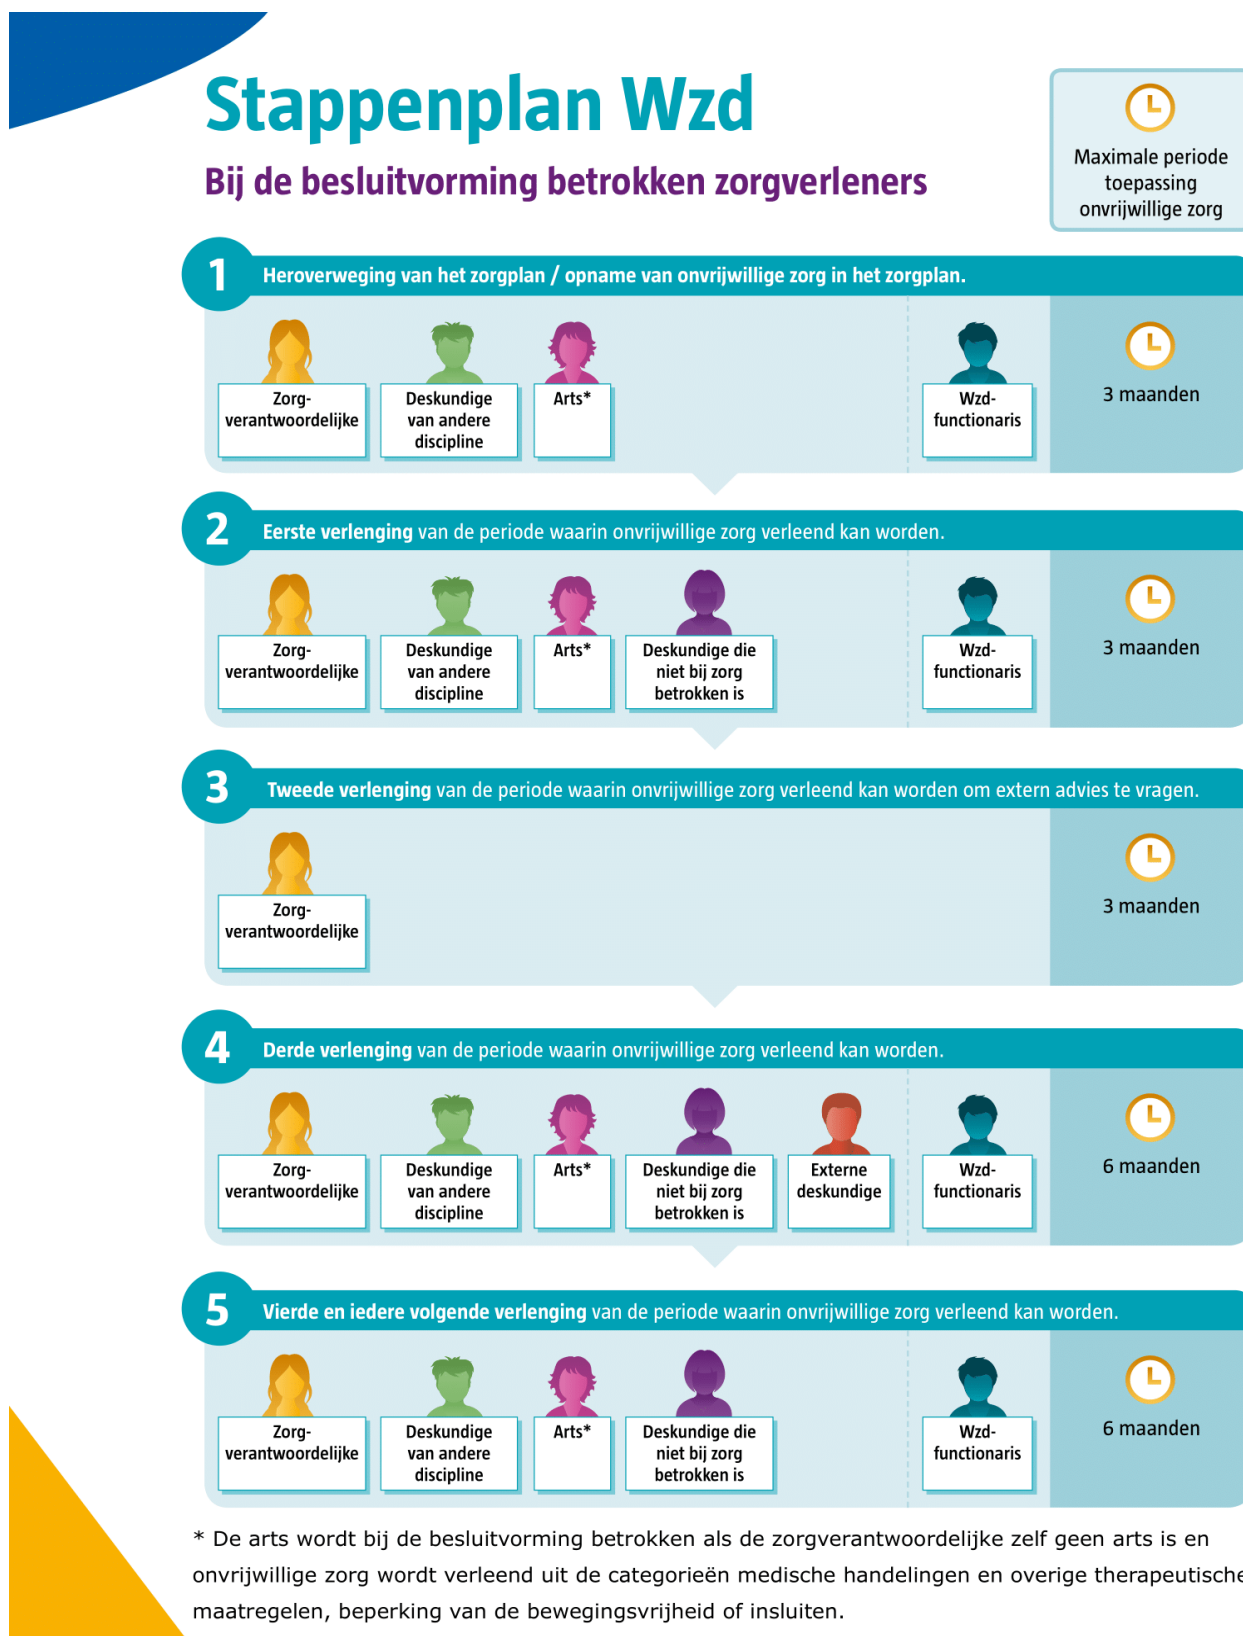 Stappenplan Wzd
Bij de besluitvorming betrokken zorgverleners
Maximale periode
toepassing
onvrijwillige zorg
1
Heroverweging van het zorgplan / opname van onvrijwillige zorg in het zorgplan.
Zorg-
verantwoordelijke
Deskundige
van andere
discipline
Arts*
Wzd-
functionaris
3 maanden
2
Eerste verlenging van de periode waarin onvrijwillige zorg verleend kan worden.
Zorg-
verantwoordelijke
Deskundige
van andere
discipline
Arts*
Deskundige die
niet bij zorg
betrokken is
Wzd-
functionaris
3 maanden
3
Tweede verlenging van de periode waarin onvrijwillige zorg verleend kan worden om extern advies te vragen.
Zorg-
verantwoordelijke
3 maanden
4
Derde verlenging van de periode waarin onvrijwillige zorg verleend kan worden.
Zorg-
verantwoordelijke
Deskundige
van andere
discipline
Arts*
Deskundige die
niet bij zorg
betrokken is
Externe
deskundige
Wzd-
functionaris
6 maanden
5
Vierde en iedere volgende verlenging van de periode waarin onvrijwillige zorg verleend kan worden.
Zorg-
verantwoordelijke
Deskundige
van andere
discipline
Arts*
Deskundige die
niet bij zorg
betrokken is
Wzd-
functionaris
6 maanden
* De arts wordt bij de besluitvorming betrokken als de zorgverantwoordelijke zelf geen arts is en
onvrijwillige zorg wordt verleend uit de categorieën medische handelingen en overige therapeutische
maatregelen, beperking van de bewegingsvrijheid of insluiten.